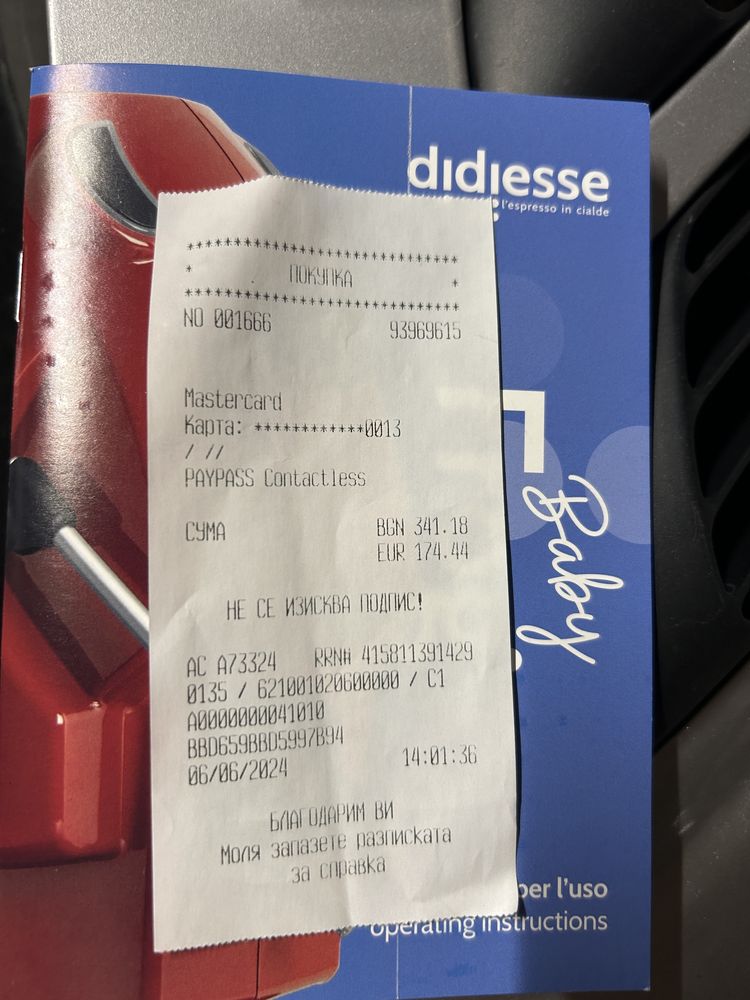 didiesse
l'espresso in cialde
****************************
* ПОКУПКА *
****************************
NO 001666 93969615
Mastercard
Карта: ************0013
/ //
PAYPASS Contactless
СУМА BGN 341.18
EUR 174.44
НЕ СЕ ИЗИСКВА ПОДПИС!
AC A73324 RRN# 415811391429
0135 / 621001020600000 / C1
A0000000041010
BBD659BBD5997B94
06/06/2024 14:01:36
БЛАГОДАРИМ ВИ
Моля запазете разписката
за справка
Baby
per l'uso
operating instructions